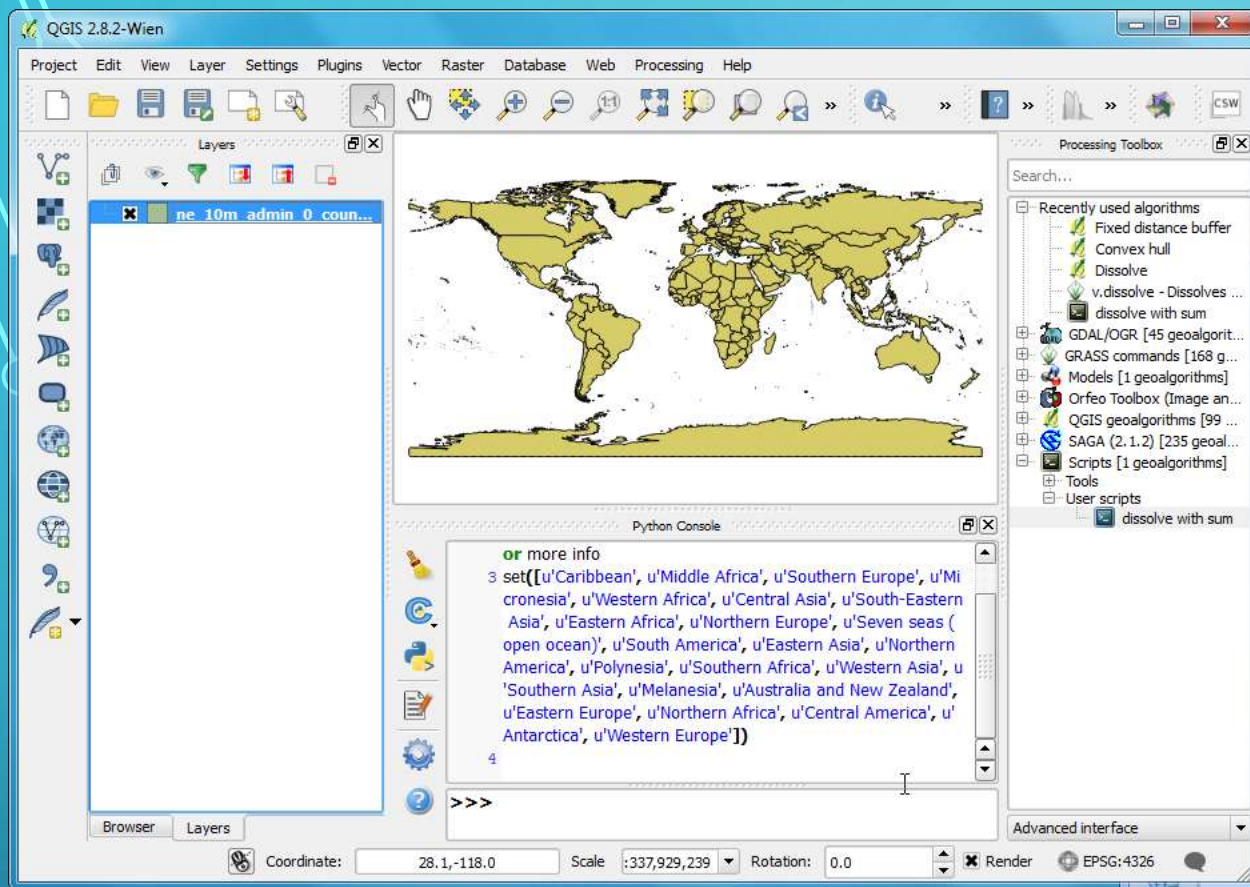 QGIS 2.8.2-Wien
Project Edit View Layer Settings Plugins Vector Raster Database Web Processing Help
1:1
?
CSW
Layers
ne_10m_admin_0_coun...
Browser
Layers
Python Console
or more info
3 set([u'Caribbean', u'Middle Africa', u'Southern Europe', u'Mi
cronesia', u'Western Africa', u'Central Asia', u'South-Eastern
Asia', u'Eastern Africa', u'Northern Europe', u'Seven seas (
open ocean)', u'South America', u'Eastern Asia', u'Northern
America', u'Polynesia', u'Southern Africa', u'Western Asia', u
'Southern Asia', u'Melanesia', u'Australia and New Zealand',
u'Eastern Europe', u'Northern Africa', u'Central America', u'
Antarctica', u'Western Europe'])
4
>>>
Processing Toolbox
Search...
Recently used algorithms
Fixed distance buffer
Convex hull
Dissolve
v.dissolve - Dissolves ...
dissolve with sum
GDAL/OGR [45 geoalgorit...
GRASS commands [168 g...
Models [1 geoalgorithms]
Orfeo Toolbox (Image an...
QGIS geoalgorithms [99 ...
SAGA (2.1.2) [235 geoal...
Scripts [1 geoalgorithms]
Tools
User scripts
dissolve with sum
Advanced interface
Coordinate: 28.1,-118.0 Scale :337,929,239 Rotation: 0.0 Render EPSG:4326